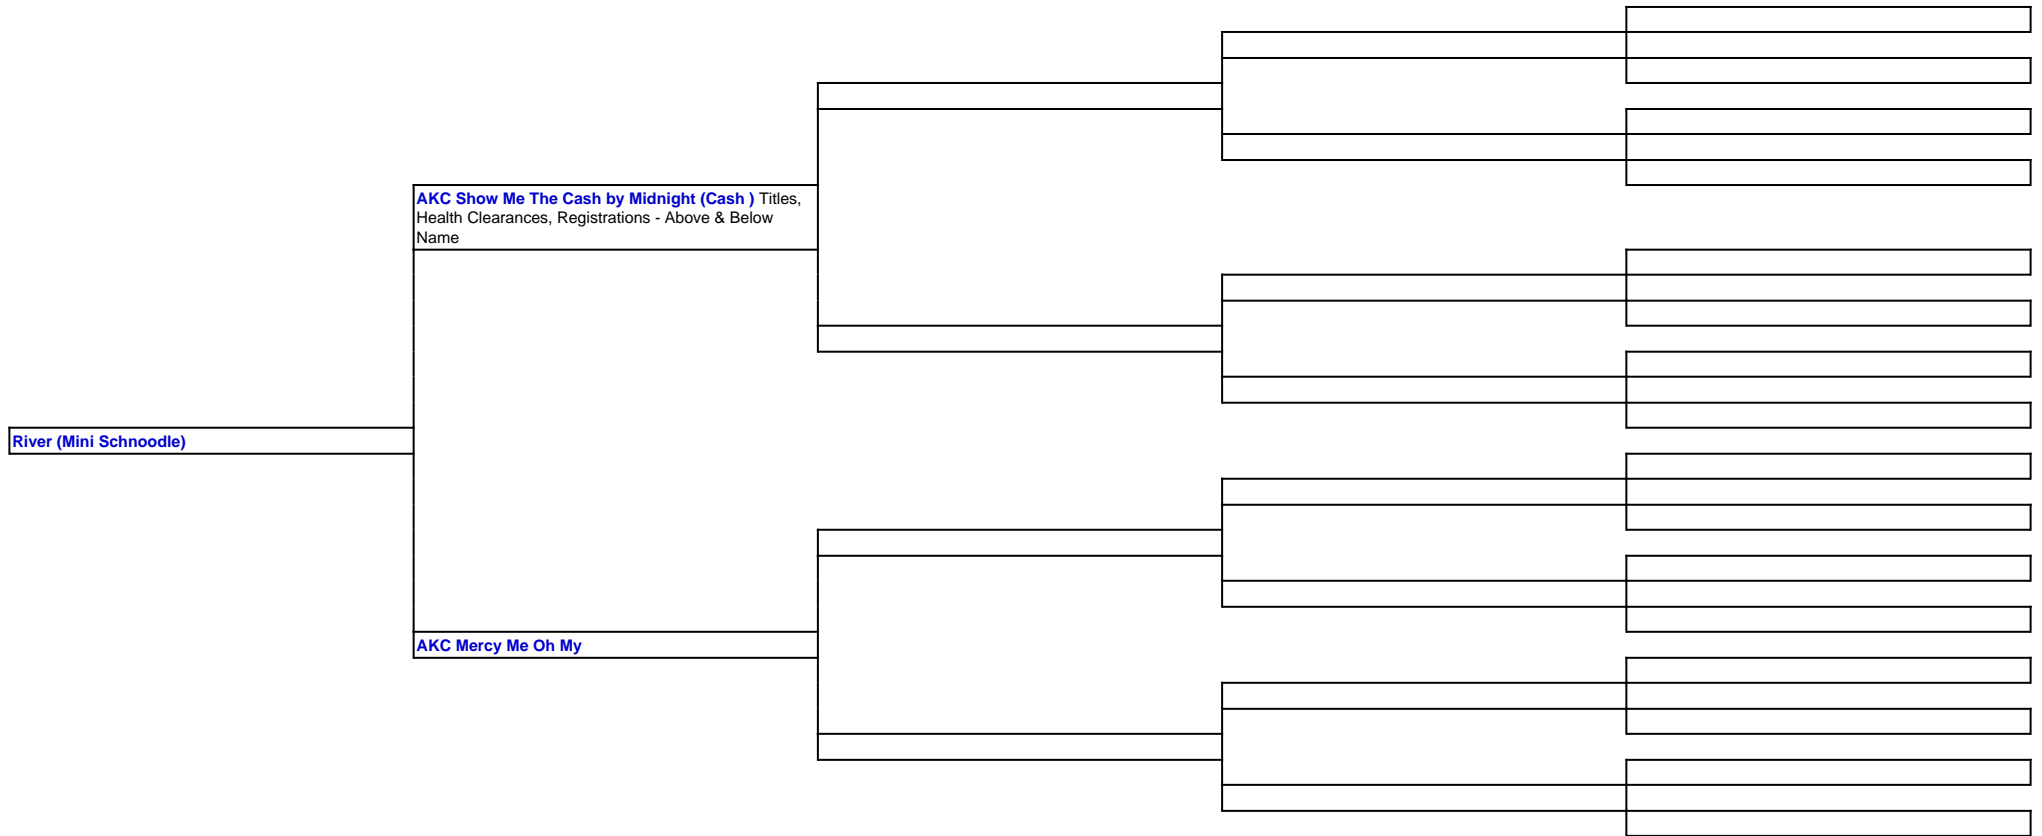 AKC Show Me The Cash by Midnight (Cash ) Titles,
Health Clearances, Registrations - Above & Below
Name
River (Mini Schnoodle)
AKC Mercy Me Oh My